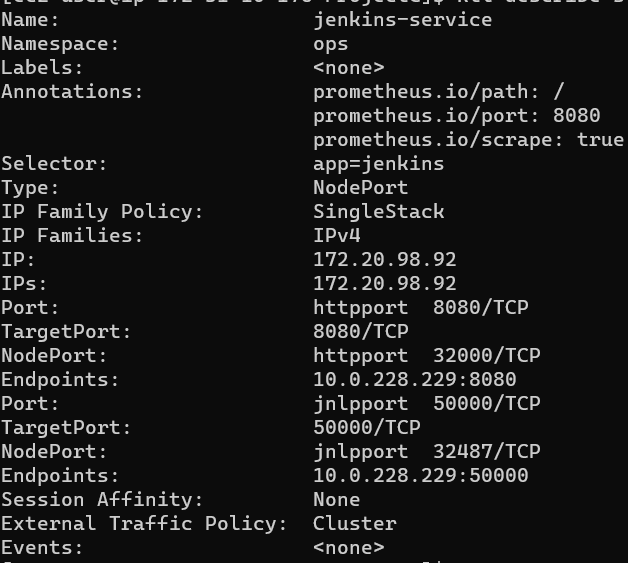 Name: jenkins-service
Namespace: ops
Labels: <none>
Annotations: prometheus.io/path: /
prometheus.io/port: 8080
prometheus.io/scrape: true
Selector: app=jenkins
Type: NodePort
IP Family Policy: SingleStack
IP Families: IPv4
IP: 172.20.98.92
IPs: 172.20.98.92
Port: httpport 8080/TCP
TargetPort: 8080/TCP
NodePort: httpport 32000/TCP
Endpoints: 10.0.228.229:8080
Port: jnlpport 50000/TCP
TargetPort: 50000/TCP
NodePort: jnlpport 32487/TCP
Endpoints: 10.0.228.229:50000
Session Affinity: None
External Traffic Policy: Cluster
Events: <none>